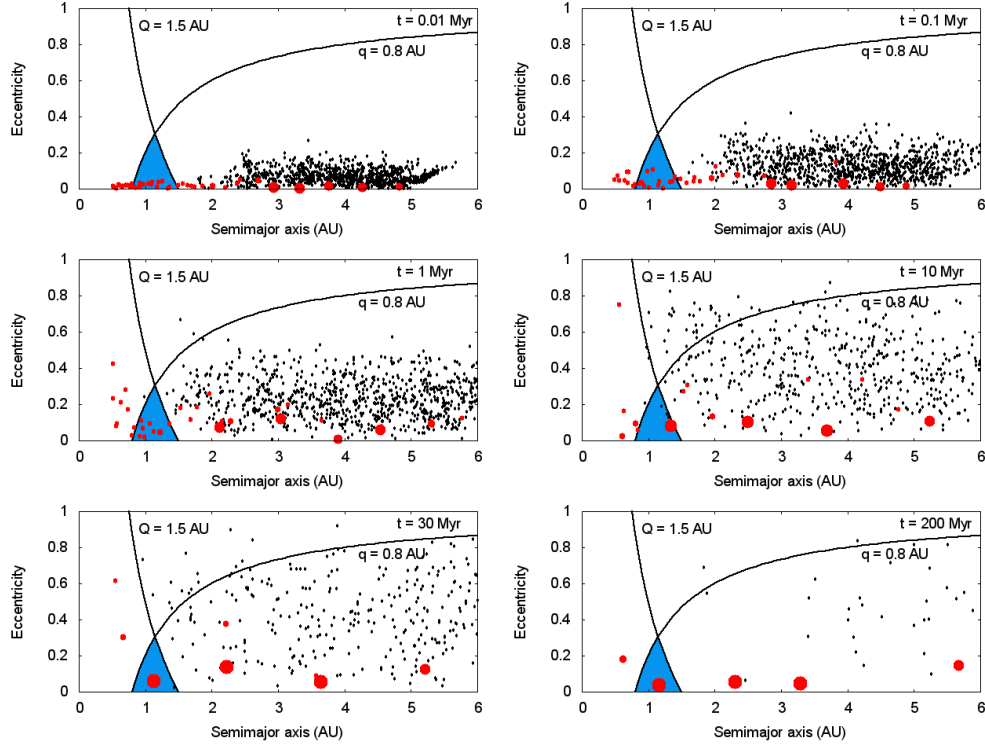 t = 0.01 Myr
Q = 1.5 AU
q = 0.8 AU
Eccentricity
1
0.8
0.6
0.4
0.2
0
0 1 2 3 4 5 6
Semimajor axis (AU)
t = 0.1 Myr
Q = 1.5 AU
q = 0.8 AU
Eccentricity
1
0.8
0.6
0.4
0.2
0
0 1 2 3 4 5 6
Semimajor axis (AU)
t = 1 Myr
Q = 1.5 AU
q = 0.8 AU
Eccentricity
1
0.8
0.6
0.4
0.2
0
0 1 2 3 4 5 6
Semimajor axis (AU)
t = 10 Myr
Q = 1.5 AU
q = 0.8 AU
Eccentricity
1
0.8
0.6
0.4
0.2
0
0 1 2 3 4 5 6
Semimajor axis (AU)
t = 30 Myr
Q = 1.5 AU
q = 0.8 AU
Eccentricity
1
0.8
0.6
0.4
0.2
0
0 1 2 3 4 5 6
Semimajor axis (AU)
t = 200 Myr
Q = 1.5 AU
q = 0.8 AU
Eccentricity
1
0.8
0.6
0.4
0.2
0
0 1 2 3 4 5 6
Semimajor axis (AU)